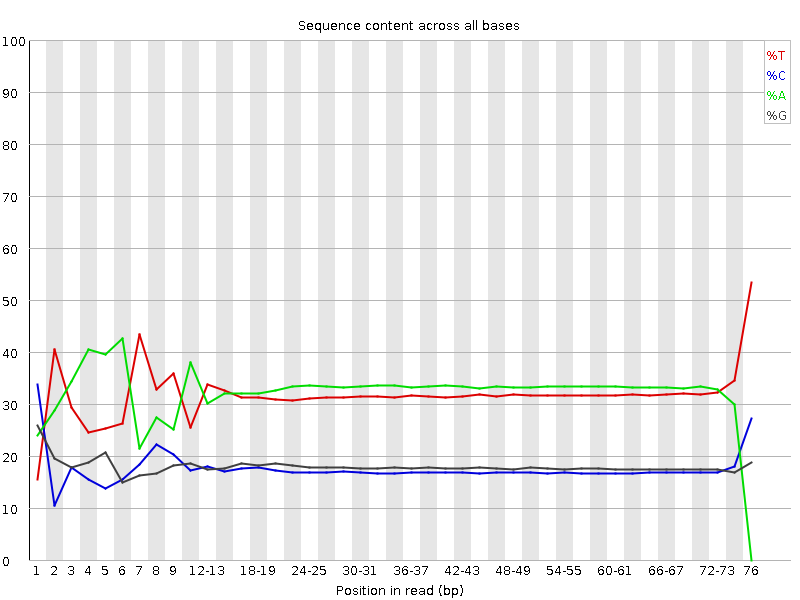 Sequence content across all bases
100
90
80
70
60
50
40
30
20
10
0
%T
%C
%A
%G
1 2 3 4 5 6 7 8 9 12-13 18-19 24-25 30-31 36-37 42-43 48-49 54-55 60-61 66-67 72-73 76
Position in read (bp)